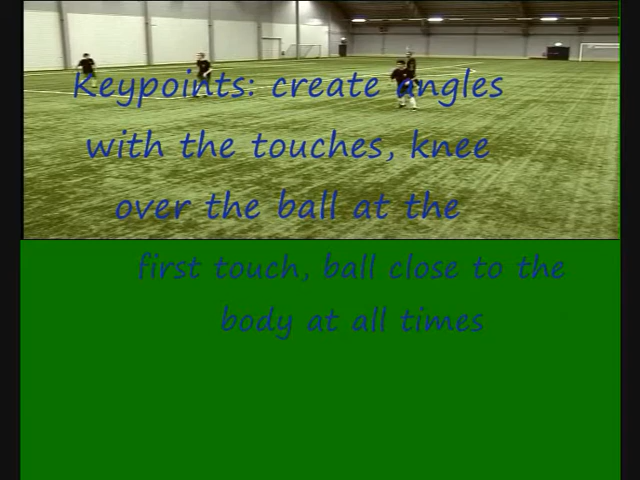 Keypoints: create angles
with the touches, knee
over the ball at the
first touch, ball close to the
body at all times